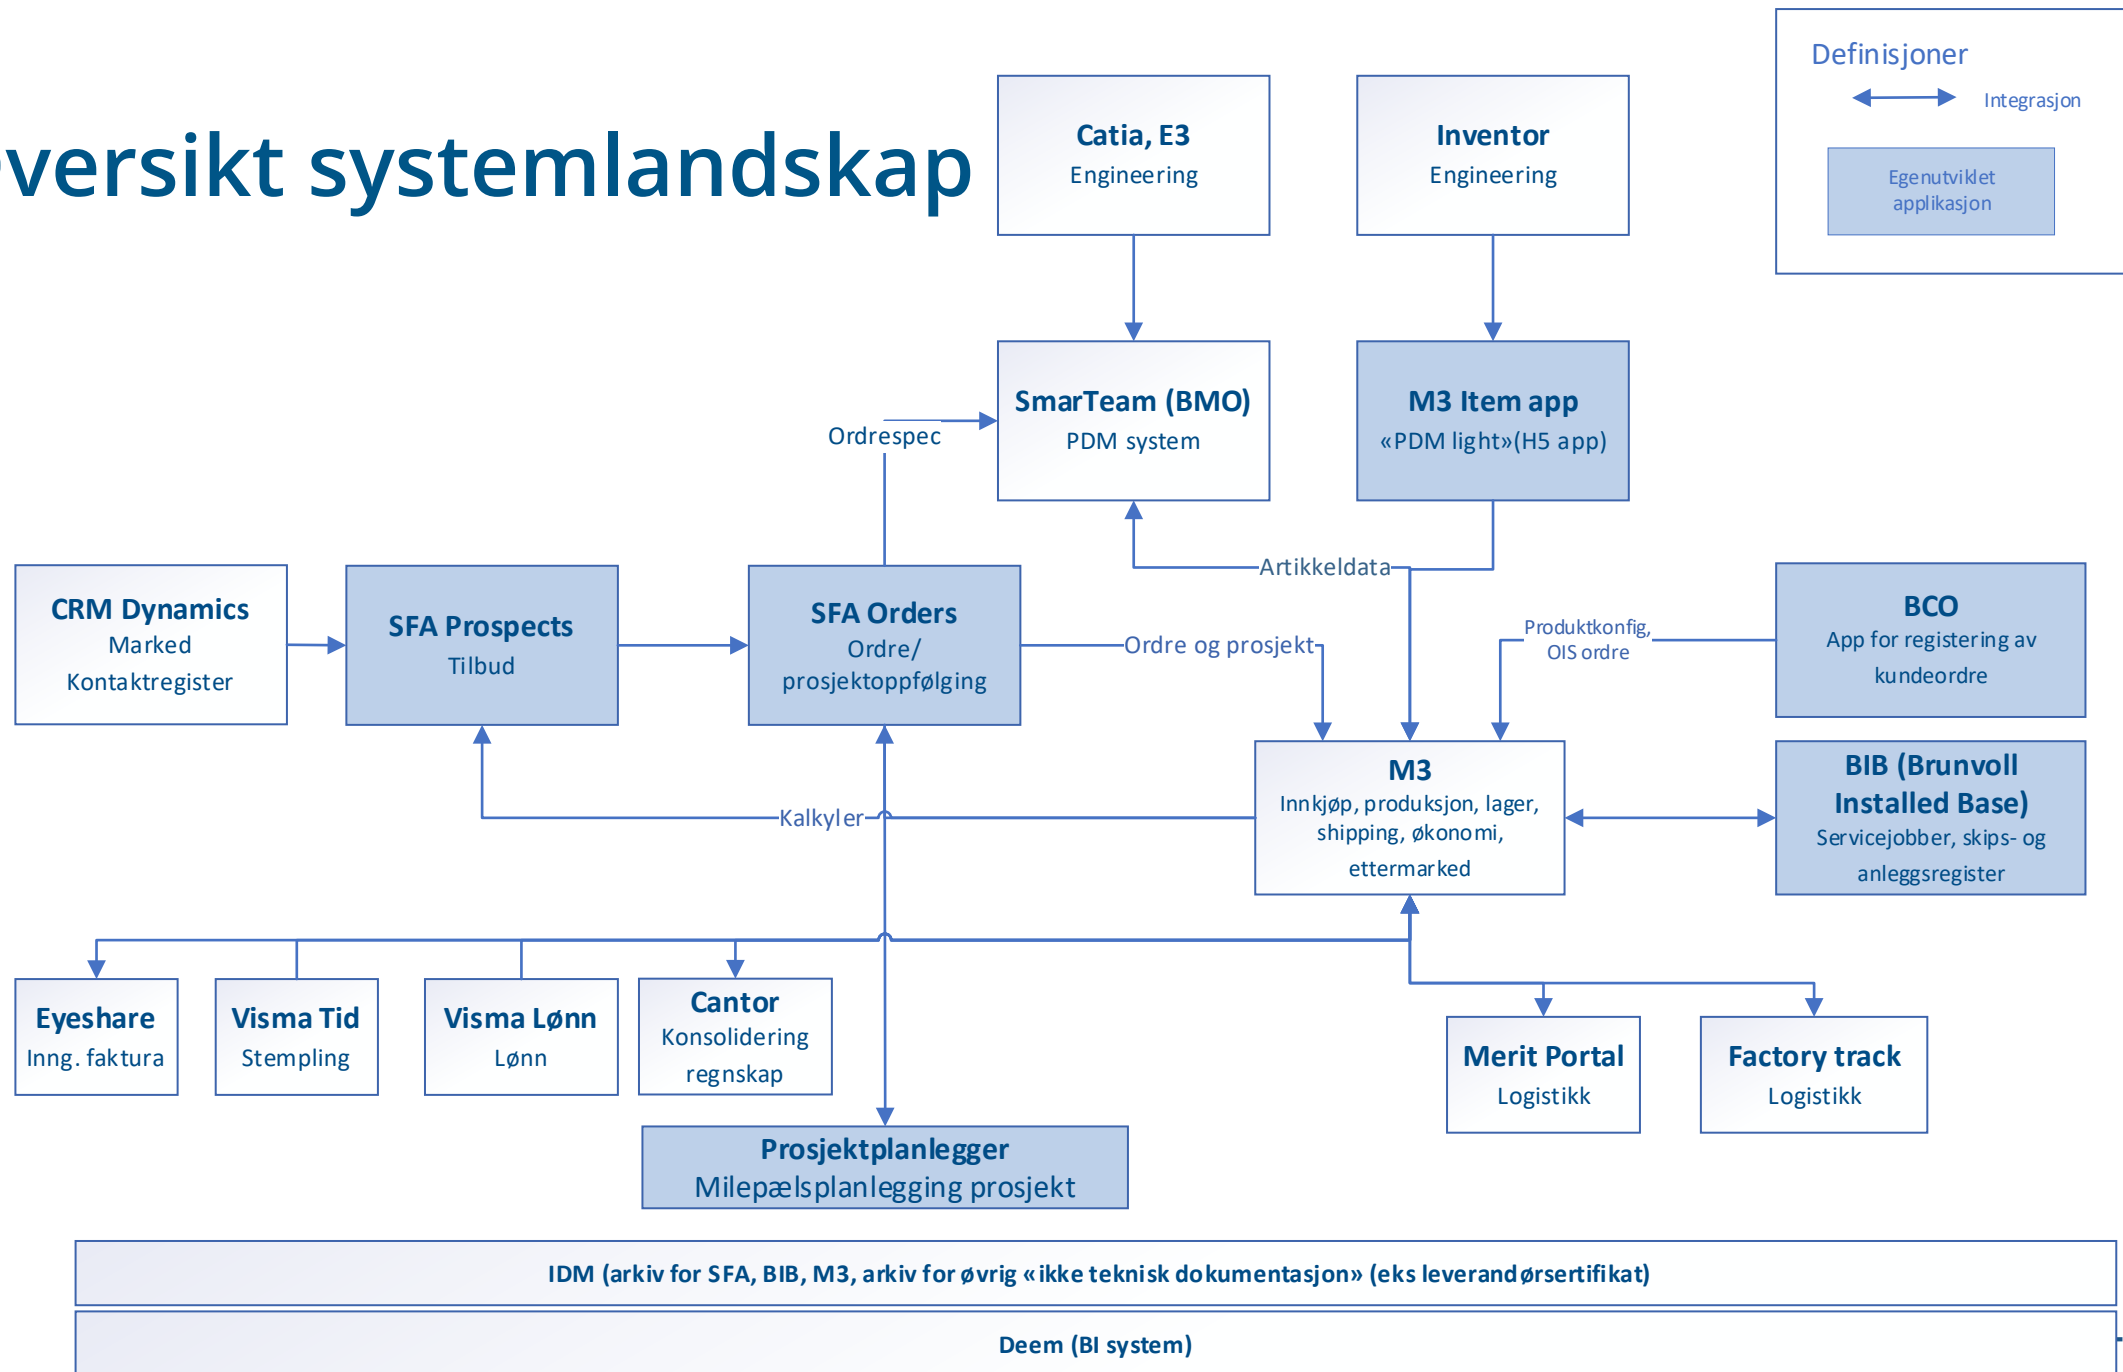 versikt systemlandskap
Definisjoner
Integrasjon
Egenutviklet
applikasjon
Catia, E3
Engineering
Inventor
Engineering
SmarTeam (BMO)
PDM system
M3 Item app
«PDM light»(H5 app)
Ordrespec
Artikkeldata
CRM Dynamics
Marked
Kontaktregister
SFA Prospects
Tilbud
SFA Orders
Ordre/
prosjektoppfølging
Ordre og prosjekt
Produktkonfig,
OIS ordre
BCO
App for registering av
kundeordre
M3
Innkjøp, produksjon, lager,
shipping, økonomi,
ettermarked
BIB (Brunvoll
Installed Base)
Servicejobber, skips- og
anleggsregister
Kalkyler
Eyeshare
Inng. faktura
Visma Tid
Stempling
Visma Lønn
Lønn
Cantor
Konsolidering
regnskap
Merit Portal
Logistikk
Factory track
Logistikk
Prosjektplanlegger
Milepælsplanlegging prosjekt
IDM (arkiv for SFA, BIB, M3, arkiv for øvrig «ikke teknisk dokumentasjon» (eks leverandørsertifikat)
Deem (BI system)